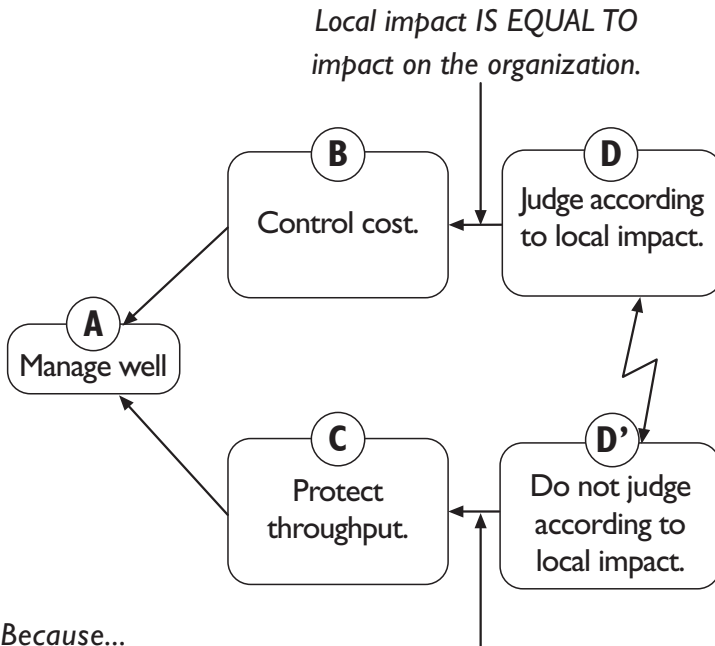 Local impact IS EQUAL TO
impact on the organization.
B
Control cost.
D
Judge according
to local impact.
A
Manage well
C
Protect
throughput.
D’
Do not judge
according to
local impact.
Because...